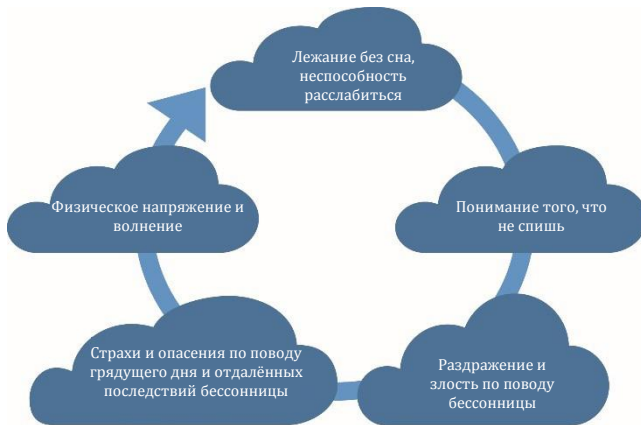 Лежание без сна,
неспособность
расслабиться
Понимание того, что
не спишь
Раздражение и
злость по поводу
бессонницы
Страхи и опасения по поводу
грядущего дня и отдалённых
последствий бессонницы
Физическое напряжение и
волнение